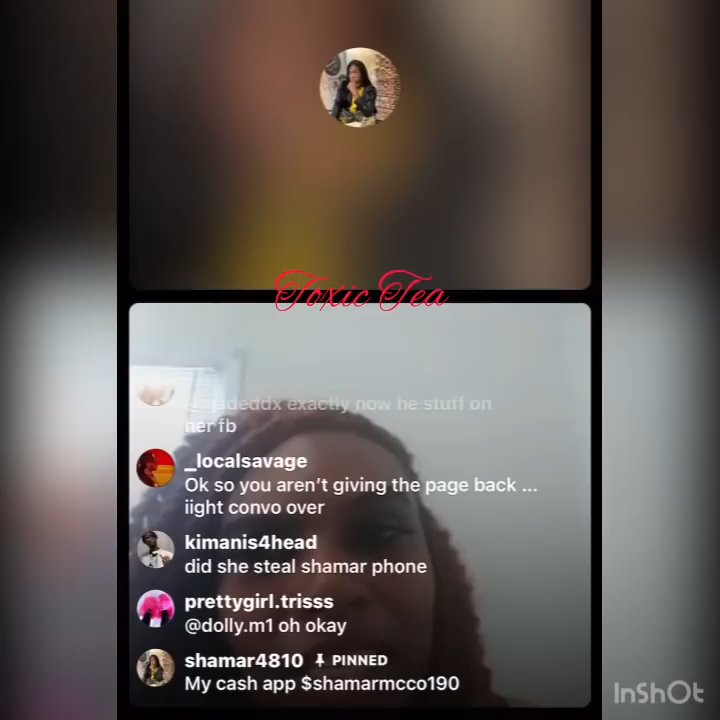 Toxic Tea
exactly now he stuff on
her fb
_localsavage
Ok so you aren't giving the page back ...
iight convo over
kimanis4head
did she steal shamar phone
prettygirl.trisss
@dolly.m1 oh okay
shamar4810 PINNED
My cash app $shamarmcco190
InShOt